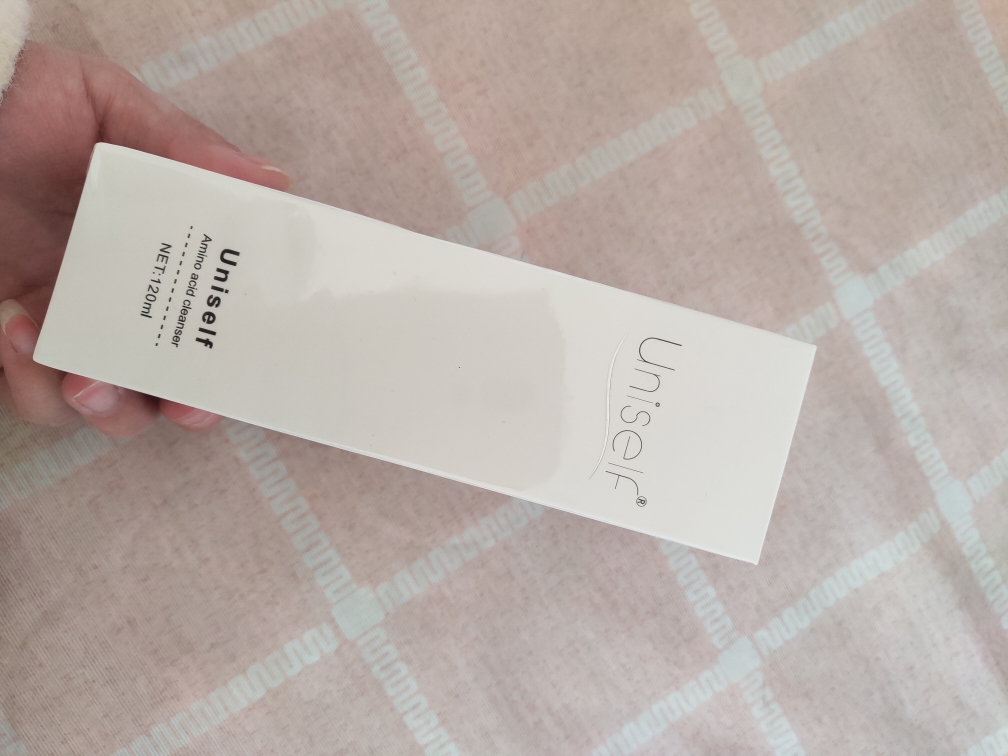 Uniself®
Uniself
Amino acid cleanser
NET:120ml